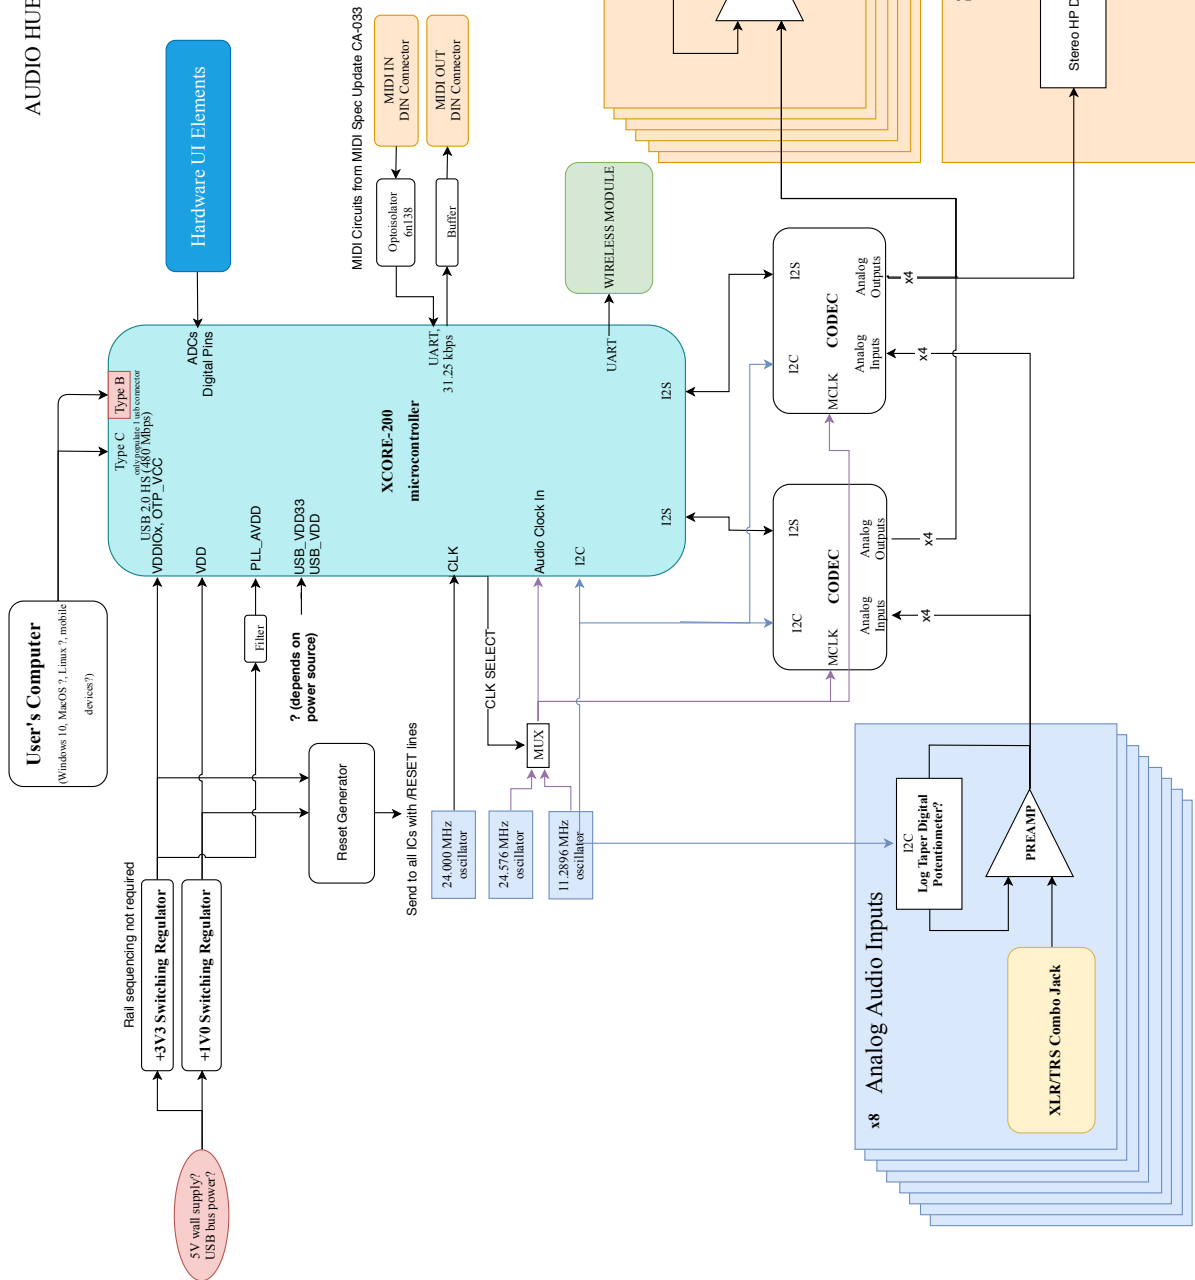 AUDIO HUB
User's Computer
(Windows 10, MacOS ?, Linux ?, mobile
devices?)
Hardware UI Elements
MIDI Circuits from MIDI Spec Update CA-033
MIDI IN
DIN Connector
MIDI OUT
DIN Connector
Optoisolator
6n138
Buffer
WIRELESS MODULE
Stereo HP D
Type C
Type B
only populate 1 usb connector
USB 2.0 HS (480 Mbps)
VDDIOx, OTP_VCC
VDD
PLL_AVDD
USB_VDD33
USB_VDD
CLK
Audio Clock In
I2C
ADCs
Digital Pins
UART,
31.25 kbps
UART
I2S
I2S
XCORE-200
microcontroller
Filter
? (depends on
power source)
CLK SELECT
MUX
Reset Generator
Send to all ICs with /RESET lines
Rail sequencing not required
+3V3 Switching Regulator
+1V0 Switching Regulator
5V wall supply?
USB bus power?
24.000 MHz
oscillator
24.576 MHz
oscillator
11.2896 MHz
oscillator
I2C
I2S
MCLK
CODEC
Analog
Inputs
Analog
Outputs
x4
x4
I2C
I2S
MCLK
CODEC
Analog
Inputs
Analog
Outputs
x4
x4
x8
Analog Audio Inputs
I2C
Log Taper Digital
Potentiometer?
PREAMP
XLR/TRS Combo Jack